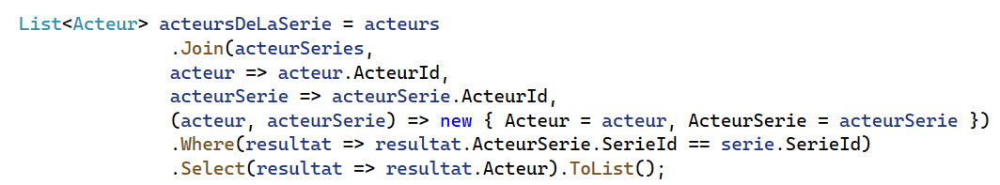 List<Acteur> acteursDeLaSerie = acteurs
.Join(acteurSeries,
acteur => acteur.ActeurId,
acteurSerie => acteurSerie.ActeurId,
(acteur, acteurSerie) => new { Acteur = acteur, ActeurSerie = acteurSerie })
.Where(resultat => resultat.ActeurSerie.SerieId == serie.SerieId)
.Select(resultat => resultat.Acteur).ToList();